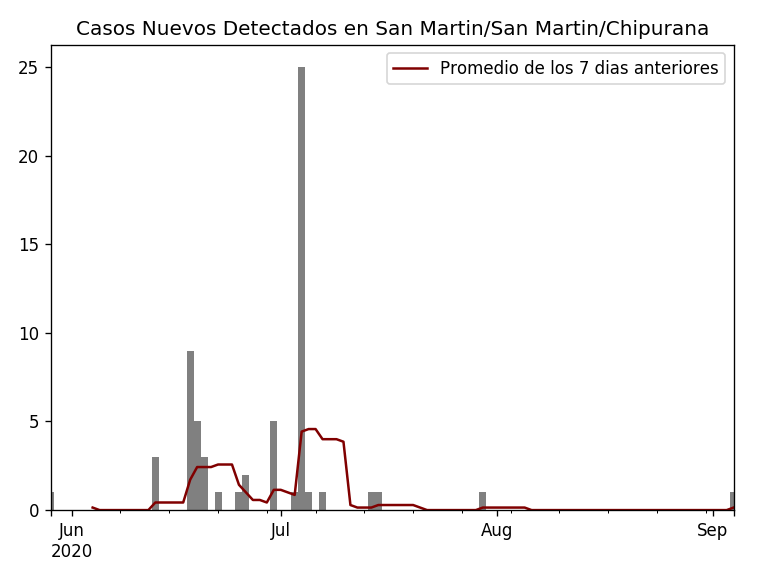 Casos Nuevos Detectados en San Martin/San Martin/Chipurana
Promedio de los 7 dias anteriores
25
20
15
10
5
0
Jun
2020
Jul
Aug
Sep